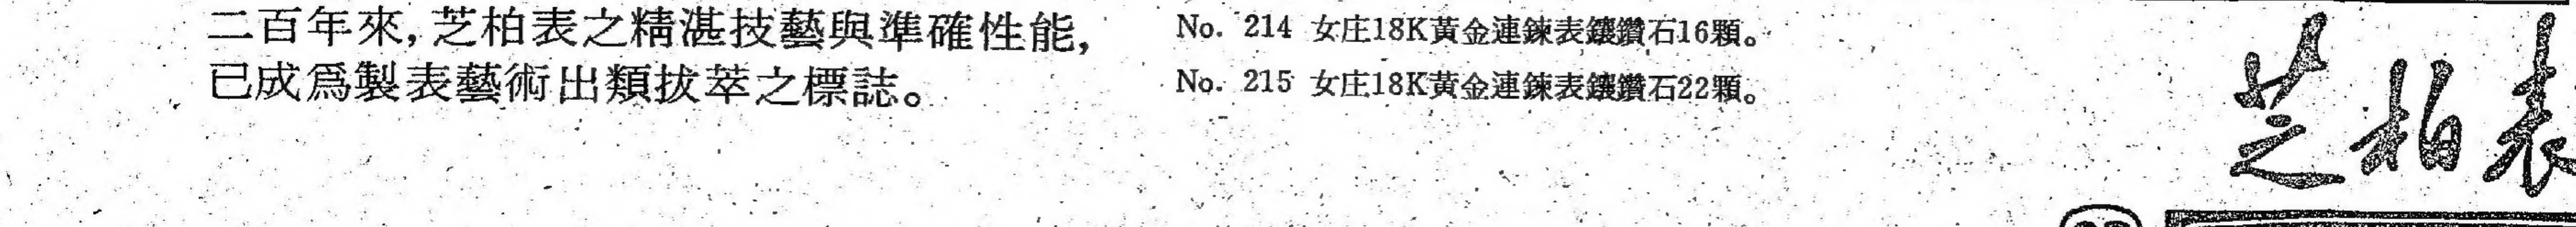 二百年來,芝柏表之精湛技藝與準確性能,
已成爲製表藝術出類拔萃之標誌。
No. 214 女庄18K黃金連鍊表鑲鑽石16顆。
No. 215 女庄18K黃金連鍊表鑲鑽石22顆。
芝柏表